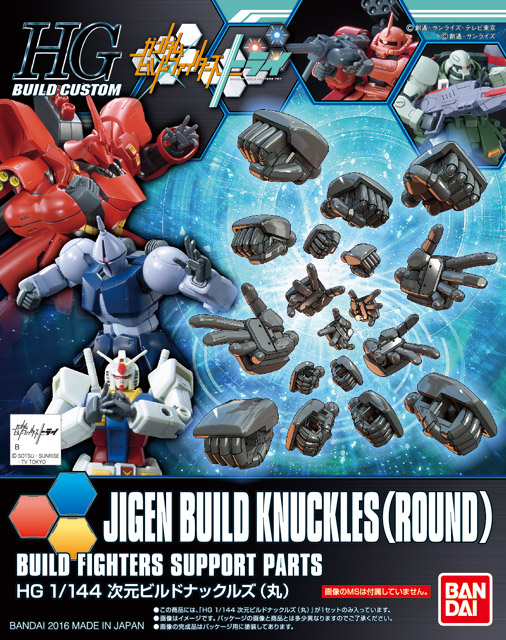 HG
BUILD CUSTOM
ガンダム
ビルドファイターズ
トライ
©創通・サンライズ・テレビ東京
©創通・サンライズ
B
© SOTSU・SUNRISE
TV TOKYO
JIGEN BUILD KNUCKLES(ROUND)
BUILD FIGHTERS SUPPORT PARTS
HG 1/144 次元ビルドナックルズ(丸)
画像のMSは付属していません。
BANDAI 2016 MADE IN JAPAN
●この商品には、「HG 1/144 次元ビルドナックルズ(丸)」が1セットのみ入っています。
●画像はイメージです。パッケージの画像と商品とは多少異なりますのでご了承ください。
●画像の完成品はパッケージ用に塗装してあります。
BAN
DAI